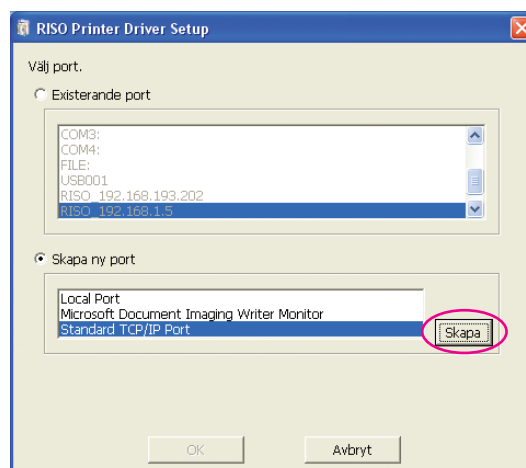 RISO Printer Driver Setup
Välj port.
Existerande port
COM3:
COM4:
FILE:
USB001
RISO_192.168.193.202
RISO_192.168.1.5
Skapa ny port
Local Port
Microsoft Document Imaging Writer Monitor
Standard TCP/IP Port
Skapa
OK
Avbryt